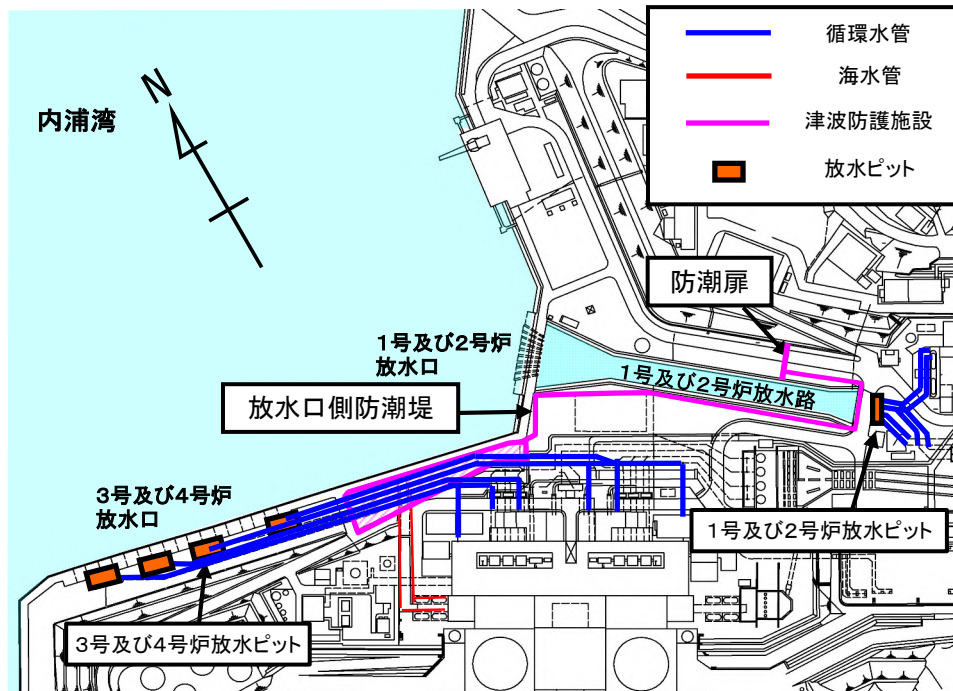 循環水管
海水管
津波防護施設
放水ピット
N
内浦湾
防潮扉
1号及び2号炉
放水口
1号及び2号炉放水路
放水口側防潮堤
3号及び4号炉
放水口
1号及び2号炉放水ピット
3号及び4号炉放水ピット